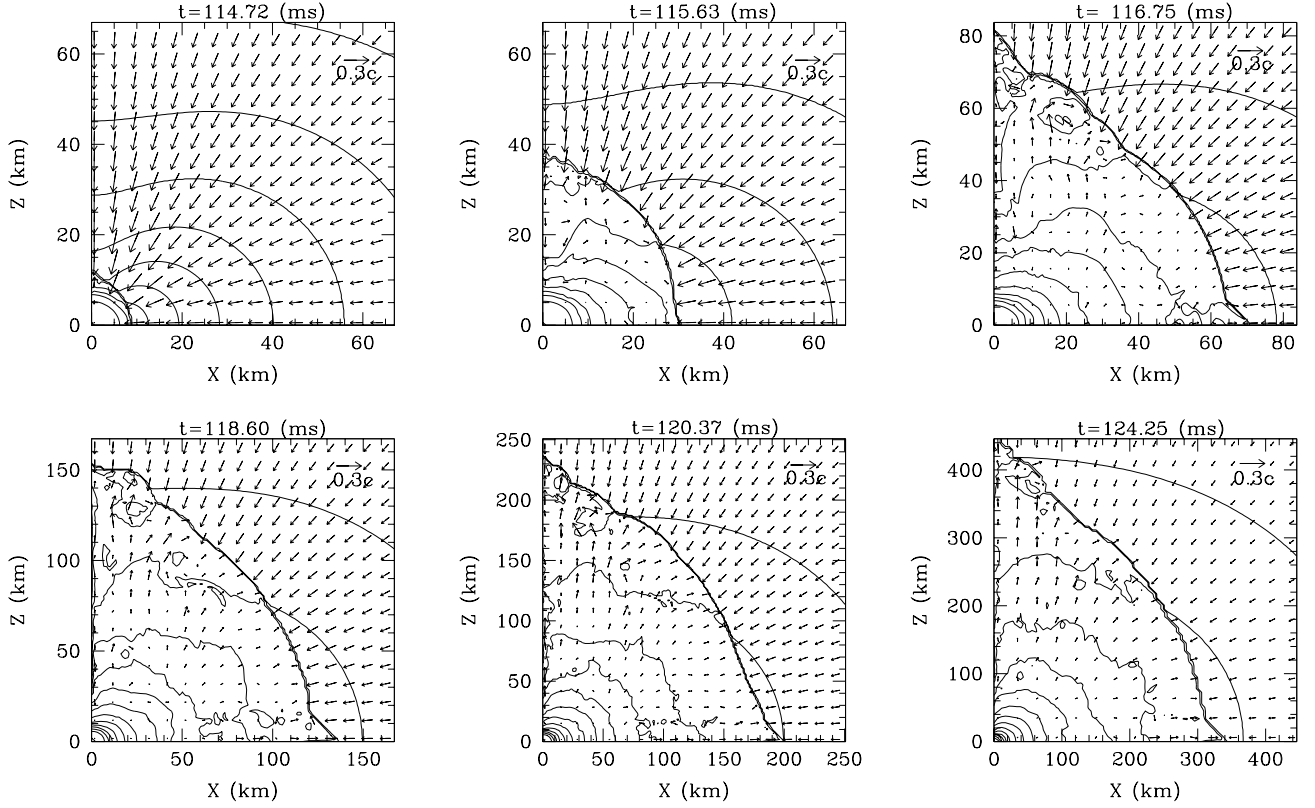 t=114.72 (ms)
60
40
20
0
Z (km)
0.3c
0 20 40 60
X (km)
t=115.63 (ms)
60
40
20
0
Z (km)
0.3c
0 20 40 60
X (km)
t= 116.75 (ms)
80
60
40
20
0
Z (km)
0.3c
0 20 40 60 80
X (km)
t=118.60 (ms)
150
100
50
0
Z (km)
0.3c
0 50 100 150
X (km)
t=120.37 (ms)
250
200
150
100
50
0
Z (km)
0.3c
0 50 100 150 200 250
X (km)
t=124.25 (ms)
400
300
200
100
0
Z (km)
0.3c
0 100 200 300 400
X (km)